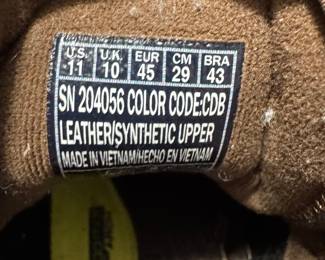 U.S. U.K. EUR CM BRA
11 10 45 29 43
SN 204056 COLOR CODE:CDB
LEATHER/SYNTHETIC UPPER
MADE IN VIETNAM/HECHO EN VIETNAM